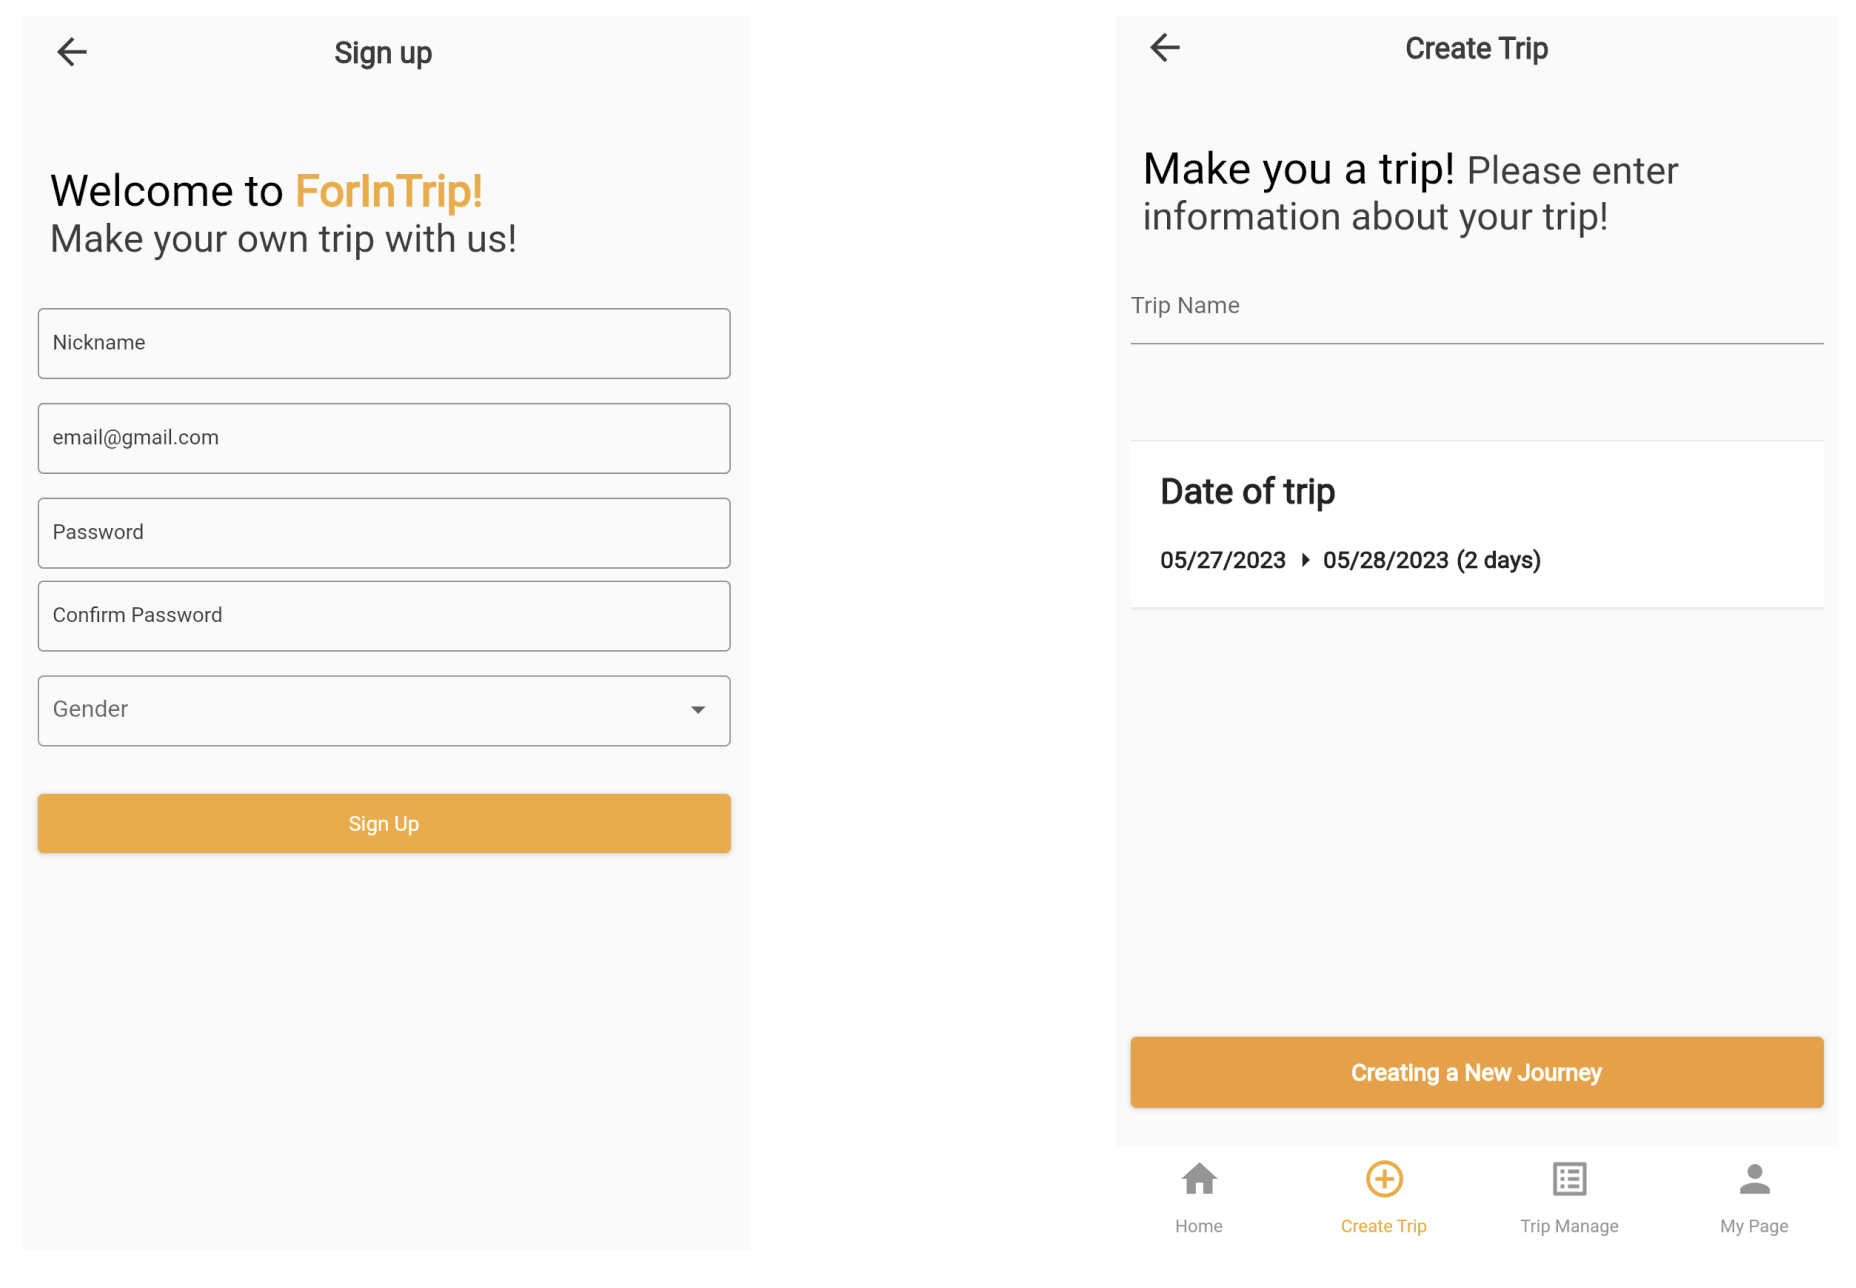 Sign up
Welcome to ForInTrip!
Make your own trip with us!
Nickname
email@gmail.com
Password
Confirm Password
Gender
Sign Up
Create Trip
Make you a trip! Please enter
information about your trip!
Trip Name
Date of trip
05/27/2023 05/28/2023 (2 days)
Creating a New Journey
Home
Create Trip
Trip Manage
My Page